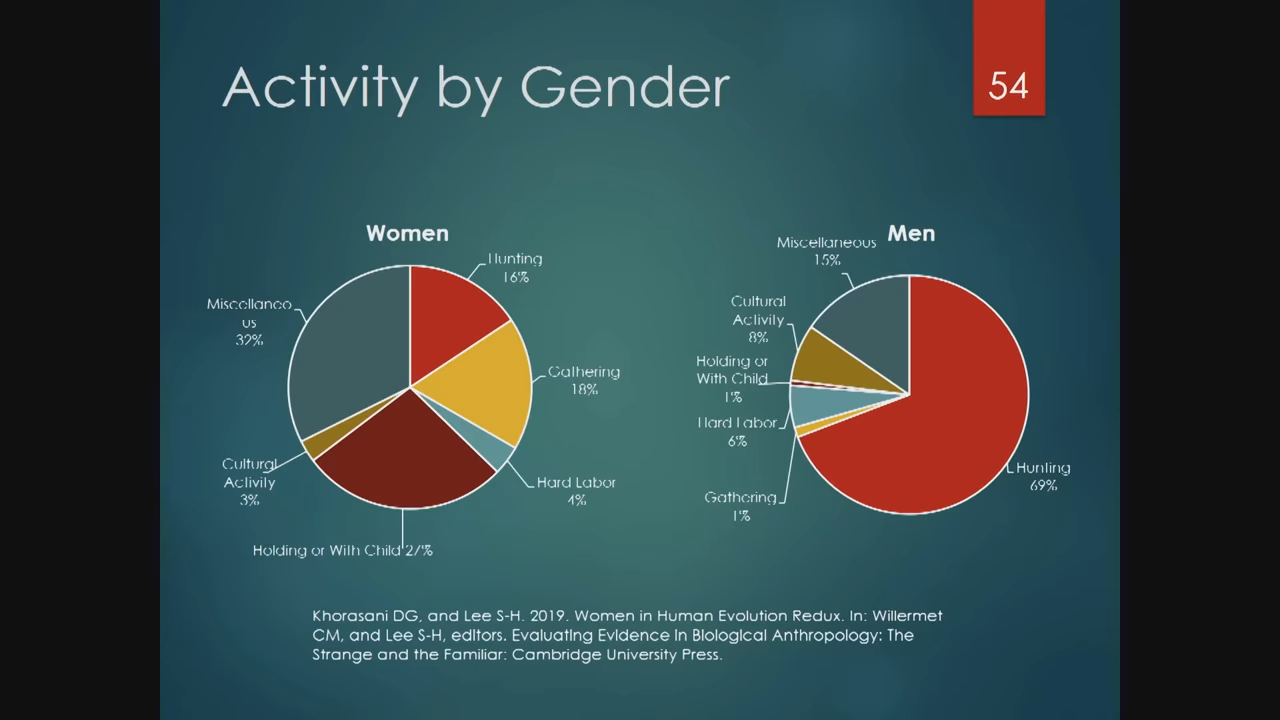 Activity by Gender
54
Women
Hunting
16%
Gathering
18%
Hard Labor
4%
Holding or With Child 27%
Cultural
Activity
3%
Miscellaneo
us
32%
Men
Miscellaneous
15%
Cultural
Activity
8%
Holding or
With Child
1%
Hard Labor
6%
Gathering
1%
Hunting
69%
Khorasani DG, and Lee S-H. 2019. Women in Human Evolution Redux. In: Willermet
CM, and Lee S-H, editors. Evaluating Evidence in Biological Anthropology: The
Strange and the Familiar: Cambridge University Press.